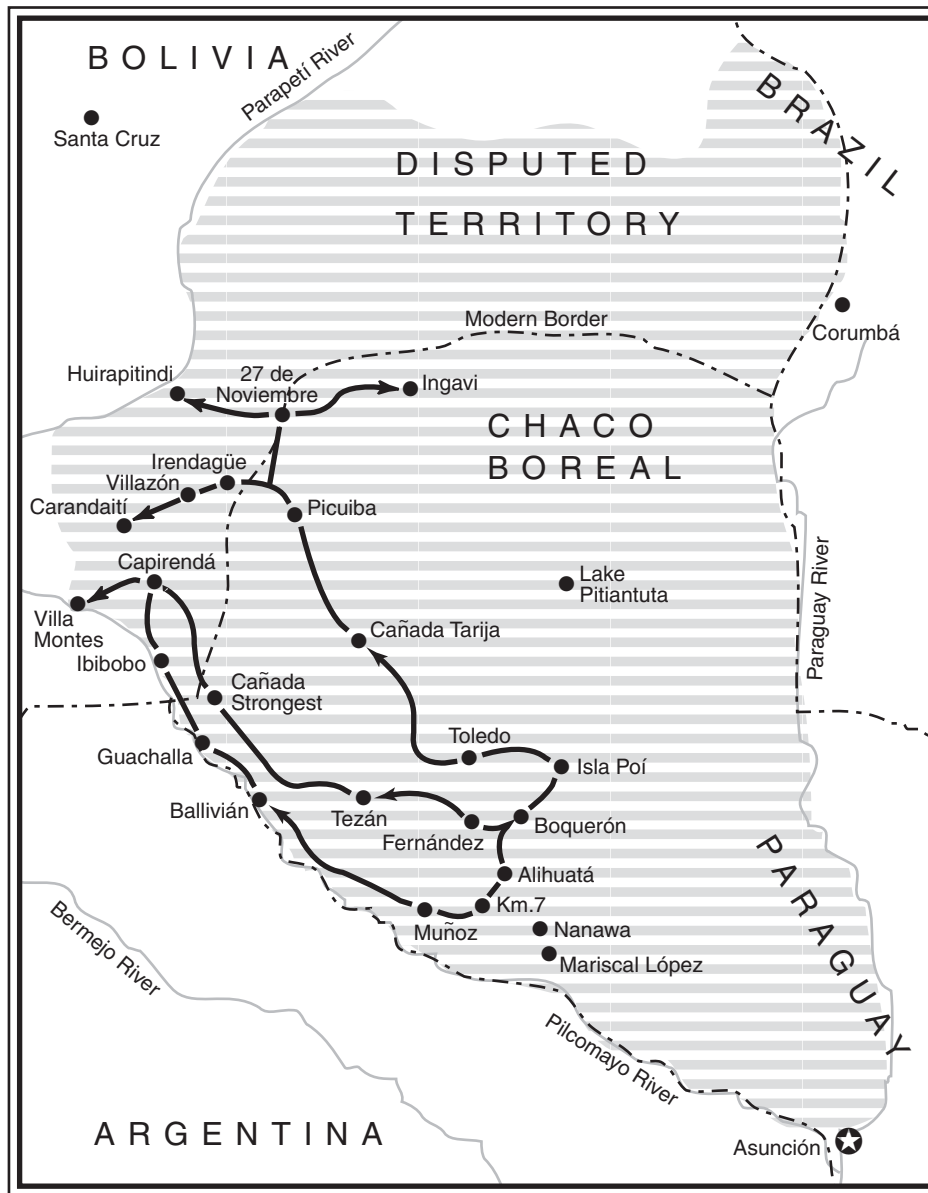 BOLIVIA
Parapetí River
Santa Cruz
BRAZIL
DISPUTED
TERRITORY
Corumbá
Modern Border
Huirapitindi
27 de
Noviembre
Ingavi
CHACO
BOREAL
Irendagüe
Villazón
Carandaití
Picuiba
Capirendá
Lake
Pitiantuta
Paraguay River
Villa
Montes
Cañada Tarija
Ibibobo
Cañada
Strongest
Guachalla
Toledo
Isla Poí
Ballivián
Tezán
Fernández
Boquerón
Alihuatá
Km.7
Muñoz
Nanawa
Mariscal López
PARAGUAY
Bermejo River
Pilcomayo River
ARGENTINA
Asunción